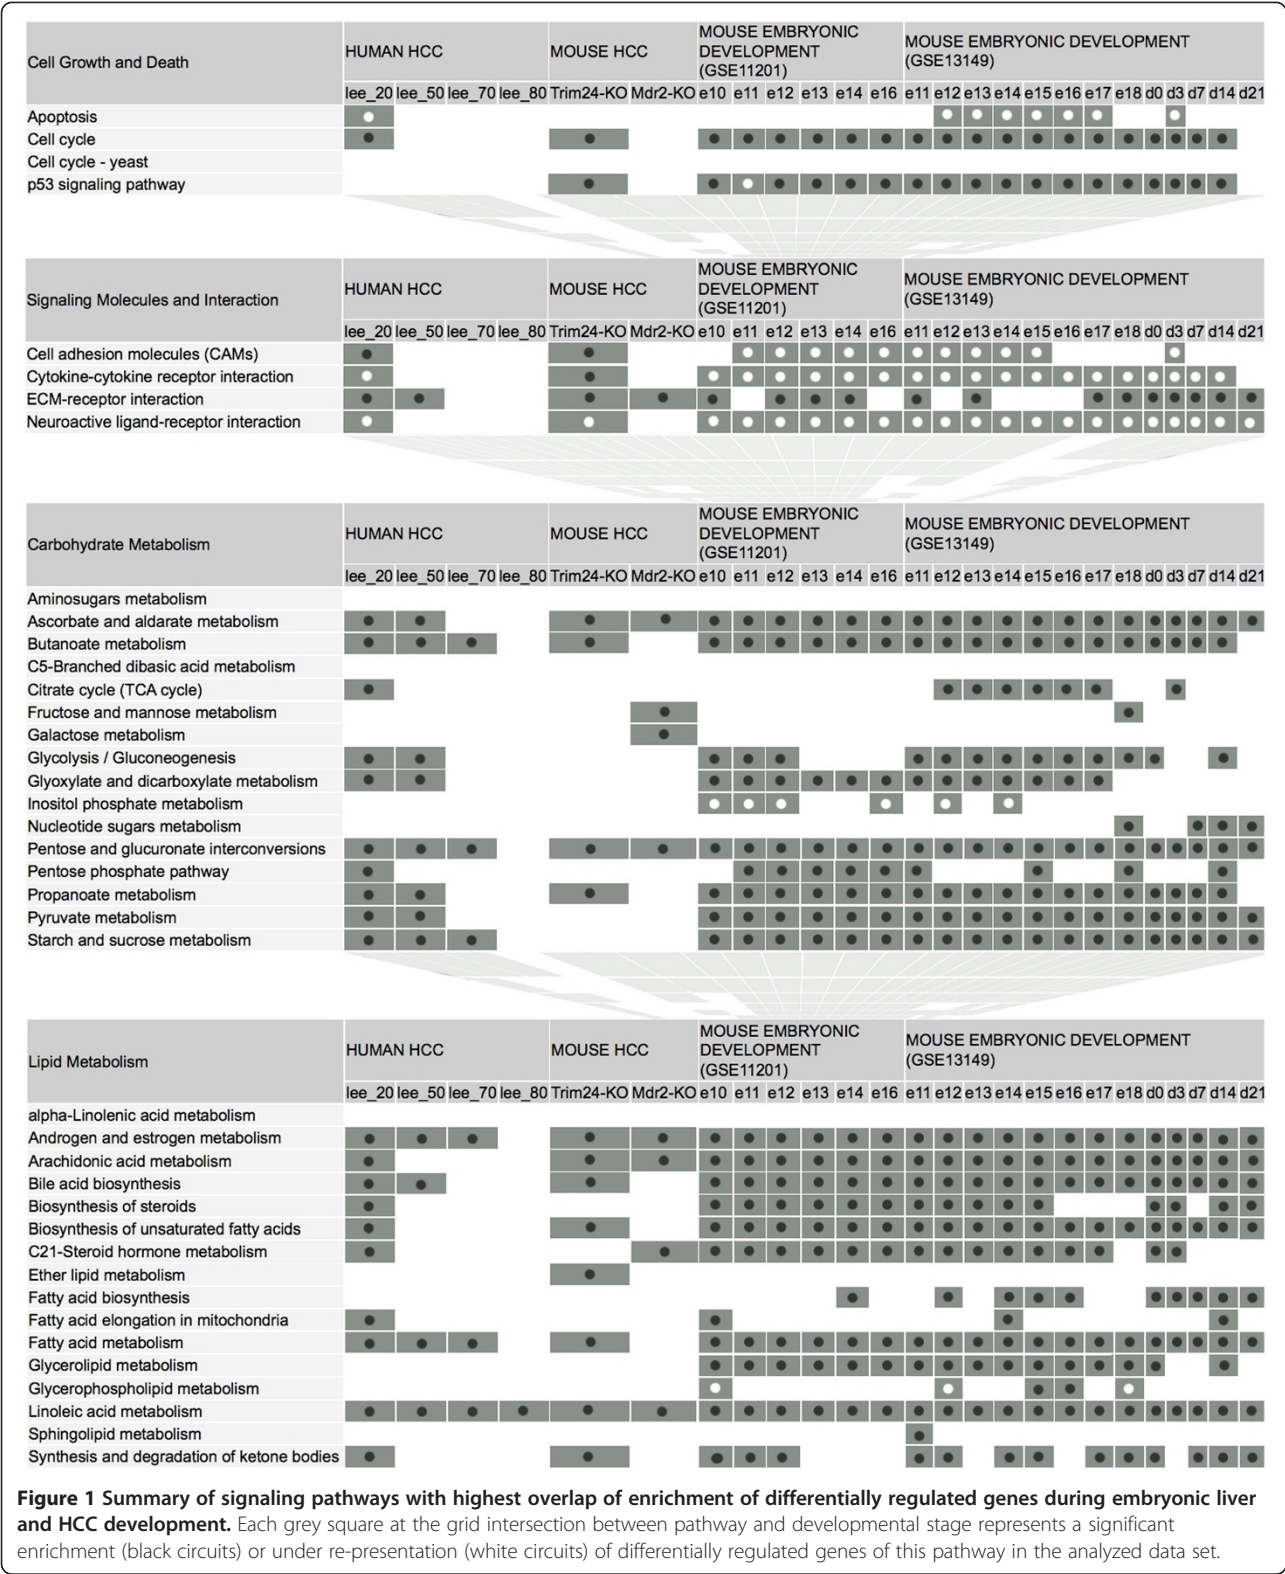 Cell Growth and Death
HUMAN HCC
MOUSE HCC
MOUSE EMBRYONIC
DEVELOPMENT
(GSE11201)
MOUSE EMBRYONIC DEVELOPMENT
(GSE13149)
lee_20 lee_50 lee_70 lee_80 Trim24-KO Mdr2-KO e10 e11 e12 e13 e14 e16 e11 e12 e13 e14 e15 e16 e17 e18 d0 d3 d7 d14 d21
Apoptosis
Cell cycle
Cell cycle - yeast
p53 signaling pathway
Signaling Molecules and Interaction
HUMAN HCC
MOUSE HCC
MOUSE EMBRYONIC
DEVELOPMENT
(GSE11201)
MOUSE EMBRYONIC DEVELOPMENT
(GSE13149)
lee_20 lee_50 lee_70 lee_80 Trim24-KO Mdr2-KO e10 e11 e12 e13 e14 e16 e11 e12 e13 e14 e15 e16 e17 e18 d0 d3 d7 d14 d21
Cell adhesion molecules (CAMs)
Cytokine-cytokine receptor interaction
ECM-receptor interaction
Neuroactive ligand-receptor interaction
Carbohydrate Metabolism
HUMAN HCC
MOUSE HCC
MOUSE EMBRYONIC
DEVELOPMENT
(GSE11201)
MOUSE EMBRYONIC DEVELOPMENT
(GSE13149)
lee_20 lee_50 lee_70 lee_80 Trim24-KO Mdr2-KO e10 e11 e12 e13 e14 e16 e11 e12 e13 e14 e15 e16 e17 e18 d0 d3 d7 d14 d21
Aminosugars metabolism
Ascorbate and aldarate metabolism
Butanoate metabolism
C5-Branched dibasic acid metabolism
Citrate cycle (TCA cycle)
Fructose and mannose metabolism
Galactose metabolism
Glycolysis / Gluconeogenesis
Glyoxylate and dicarboxylate metabolism
Inositol phosphate metabolism
Nucleotide sugars metabolism
Pentose and glucuronate interconversions
Pentose phosphate pathway
Propanoate metabolism
Pyruvate metabolism
Starch and sucrose metabolism
Lipid Metabolism
HUMAN HCC
MOUSE HCC
MOUSE EMBRYONIC
DEVELOPMENT
(GSE11201)
MOUSE EMBRYONIC DEVELOPMENT
(GSE13149)
lee_20 lee_50 lee_70 lee_80 Trim24-KO Mdr2-KO e10 e11 e12 e13 e14 e16 e11 e12 e13 e14 e15 e16 e17 e18 d0 d3 d7 d14 d21
alpha-Linolenic acid metabolism
Androgen and estrogen metabolism
Arachidonic acid metabolism
Bile acid biosynthesis
Biosynthesis of steroids
Biosynthesis of unsaturated fatty acids
C21-Steroid hormone metabolism
Ether lipid metabolism
Fatty acid biosynthesis
Fatty acid elongation in mitochondria
Fatty acid metabolism
Glycerolipid metabolism
Glycerophospholipid metabolism
Linoleic acid metabolism
Sphingolipid metabolism
Synthesis and degradation of ketone bodies
Figure 1 Summary of signaling pathways with highest overlap of enrichment of differentially regulated genes during embryonic liver
and HCC development. Each grey square at the grid intersection between pathway and developmental stage represents a significant
enrichment (black circuits) or under re-presentation (white circuits) of differentially regulated genes of this pathway in the analyzed data set.